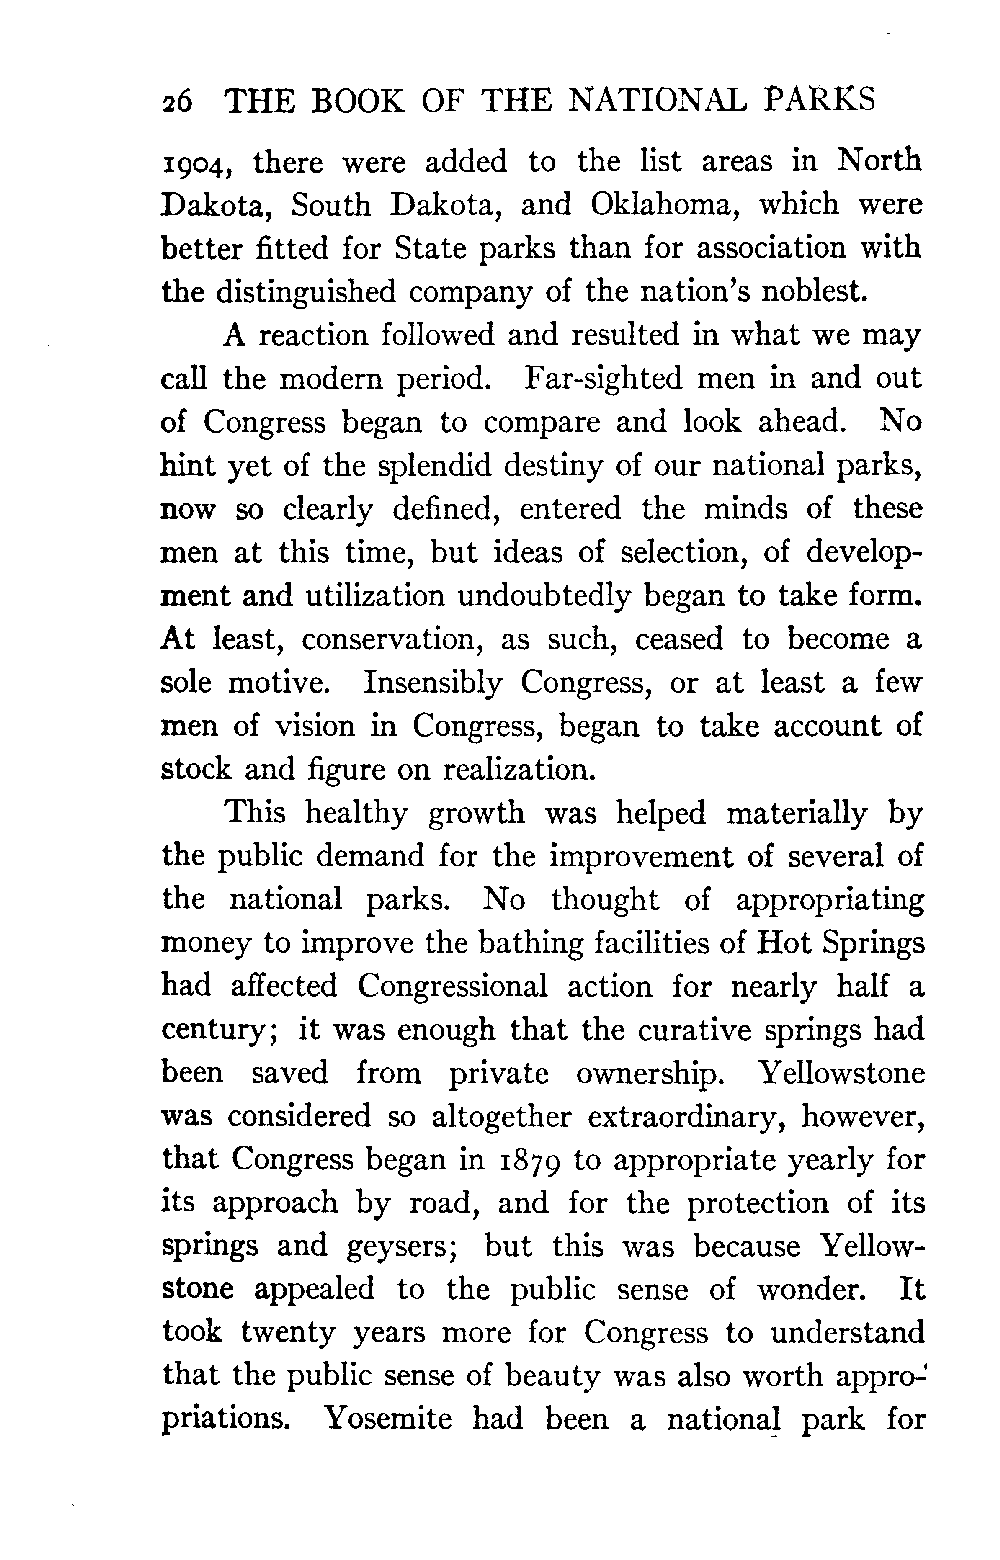 26 THE BOOK OF THE NATIONAL PARKS
1904, there were added to the list areas in North
Dakota, South Dakota, and Oklahoma, which were
better fitted for State parks than for association with
the distinguished company of the nation's noblest.
A reaction followed and resulted in what we may
call the modern period. Far-sighted men in and out
of Congress began to compare and look ahead. No
hint yet of the splendid destiny of our national parks,
now so clearly defined, entered the minds of these
men at this time, but ideas of selection, of develop-
ment and utilization undoubtedly began to take form.
At least, conservation, as such, ceased to become a
sole motive. Insensibly Congress, or at least a few
men of vision in Congress, began to take account of
stock and figure on realization.
This healthy growth was helped materially by
the public demand for the improvement of several of
the national parks. No thought of appropriating
money to improve the bathing facilities of Hot Springs
had affected Congressional action for nearly half a
century; it was enough that the curative springs had
been saved from private ownership. Yellowstone
was considered so altogether extraordinary, however,
that Congress began in 1879 to appropriate yearly for
its approach by road, and for the protection of its
springs and geysers; but this was because Yellow-
stone appealed to the public sense of wonder. It
took twenty years more for Congress to understand
that the public sense of beauty was also worth appro-
priations. Yosemite had been a national park for